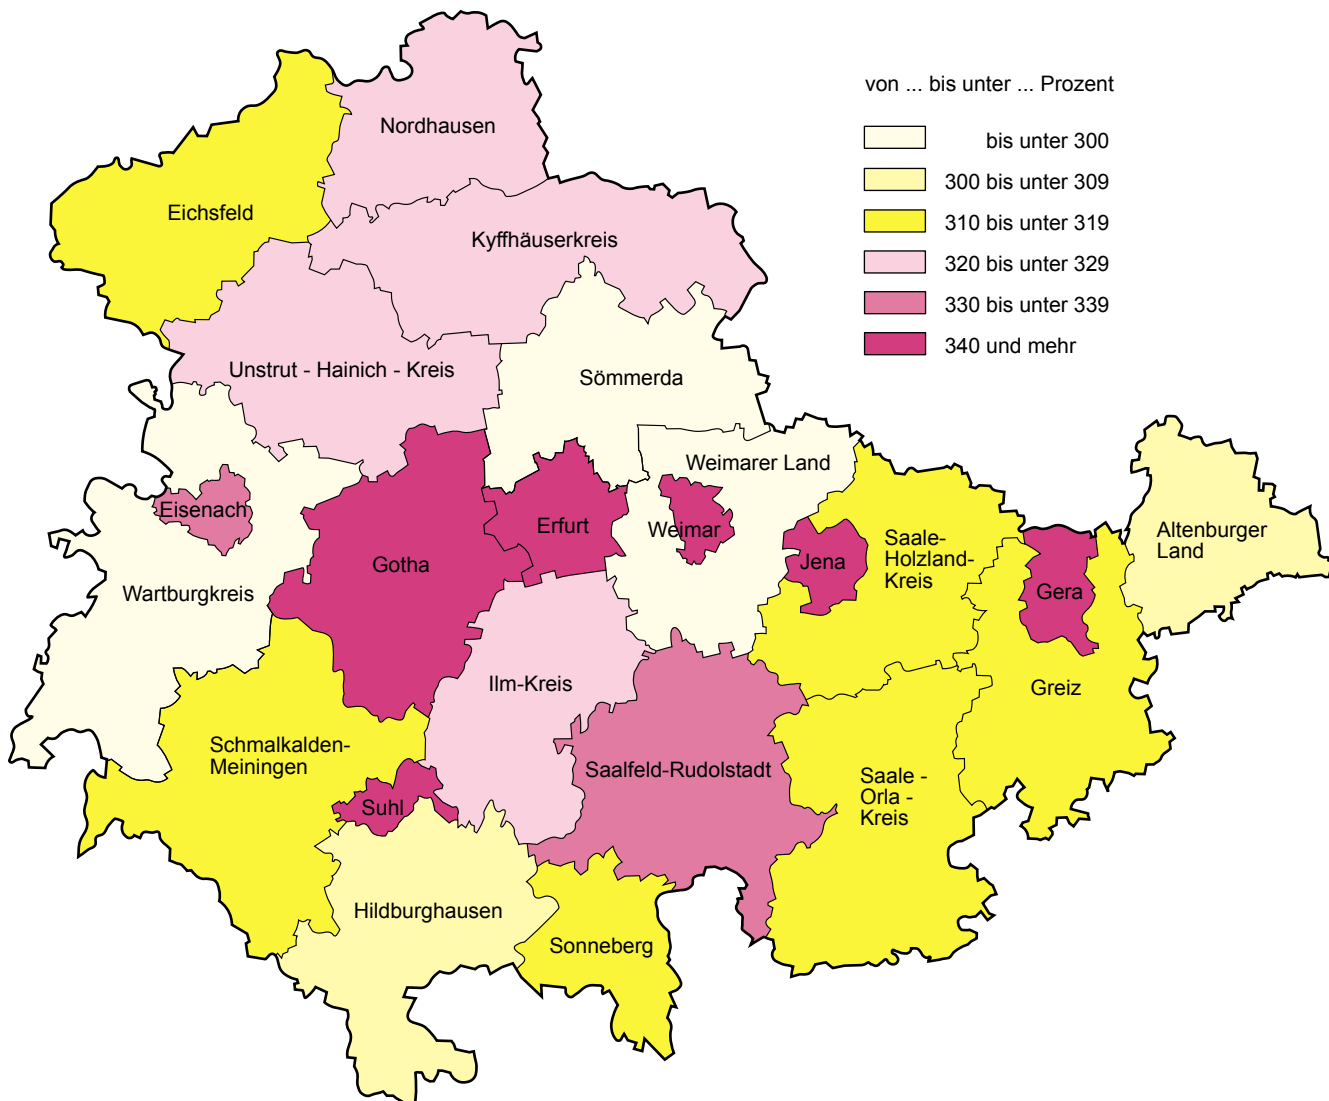 von ... bis unter ... Prozent
bis unter 300
300 bis unter 309
310 bis unter 319
320 bis unter 329
330 bis unter 339
340 und mehr
Nordhausen
Eichsfeld
Kyffhäuserkreis
Unstrut - Hainich - Kreis
Sömmerda
Weimarer Land
Eisenach
Erfurt
Weimar
Gotha
Jena
Saale-
Holzland-
Kreis
Altenburger
Land
Wartburgkreis
Gera
Ilm-Kreis
Greiz
Schmalkalden-
Meiningen
Saalfeld-Rudolstadt
Saale -
Orla -
Kreis
Suhl
Hildburghausen
Sonneberg